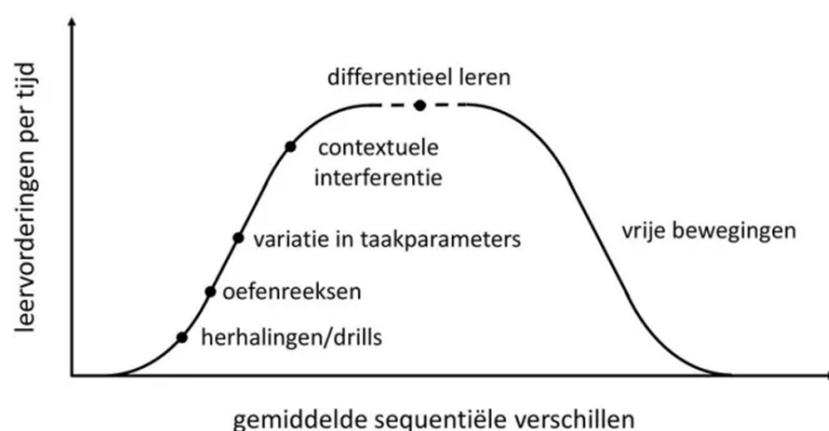 differentieel leren
contextuele
interferentie
variatie in taakparameters
oefenreeksen
herhalingen/drills
vrije bewegingen
leervorderingen per tijd
gemiddelde sequentiële verschillen